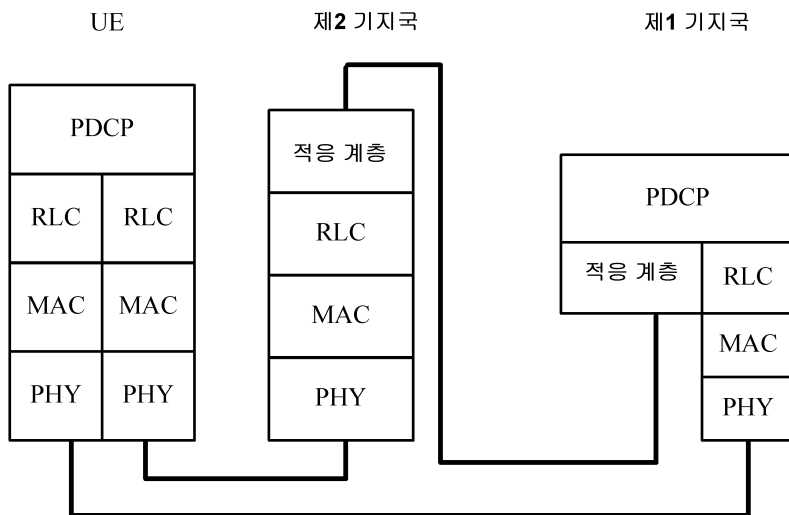 UE
제2 기지국
제1 기지국
PDCP
RLC RLC
MAC MAC
PHY PHY
적응 계층
RLC
MAC
PHY
PDCP
적응 계층 RLC
MAC
PHY